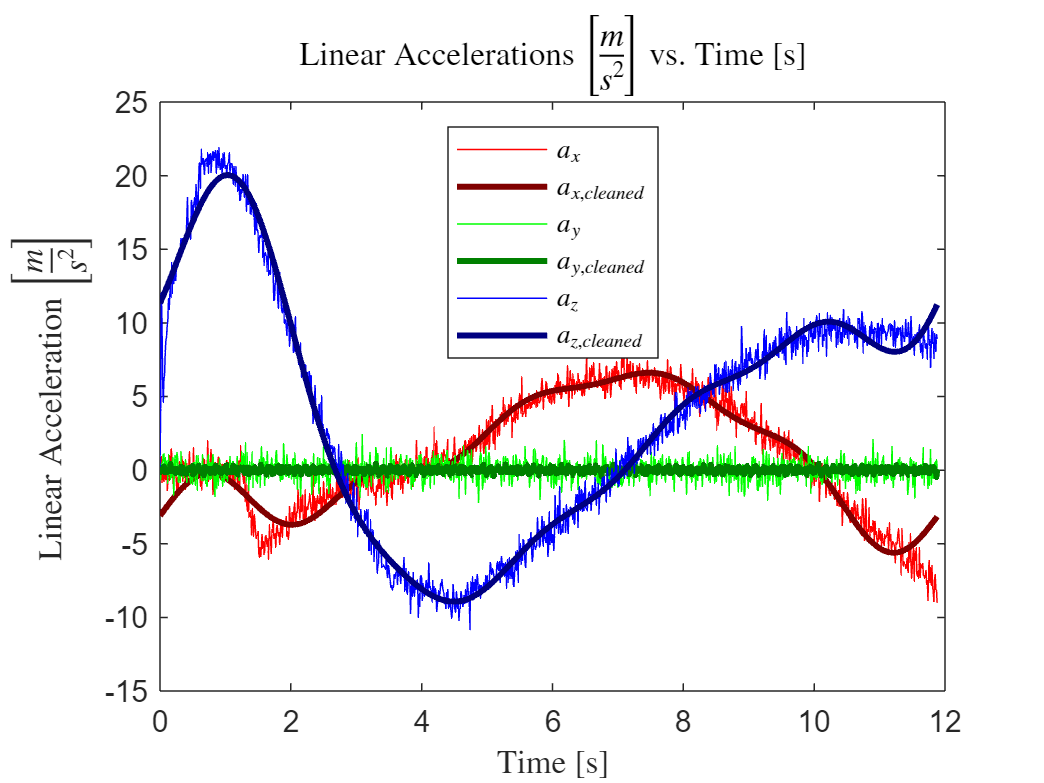 Linear Accelerations [m/s²] vs. Time [s]
Linear Acceleration [m/s²]
25
20
15
10
5
0
-5
-10
-15
a_x
a_x,cleaned
a_y
a_y,cleaned
a_z
a_z,cleaned
0 2 4 6 8 10 12
Time [s]